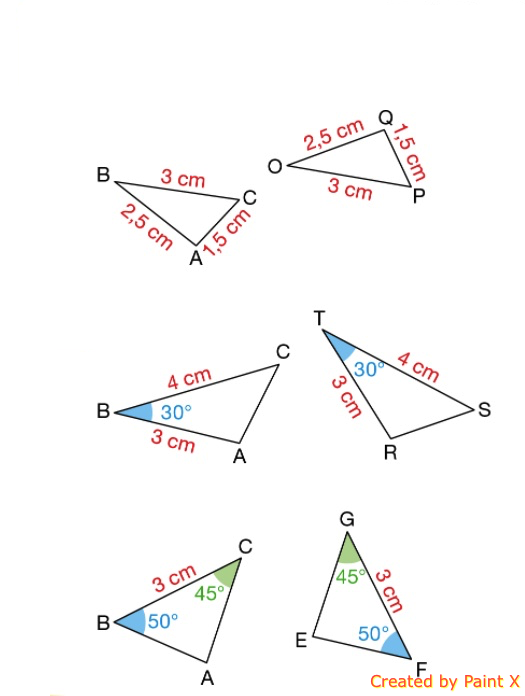 Q
2,5 cm
1,5 cm
B
3 cm
O
3 cm
P
C
2,5 cm
1,5 cm
A
T
C
4 cm
4 cm
30°
B
30°
3 cm
3 cm
S
A
R
G
C
3 cm
45°
3 cm
45°
B
50°
50°
E
A
F
Created by Paint X